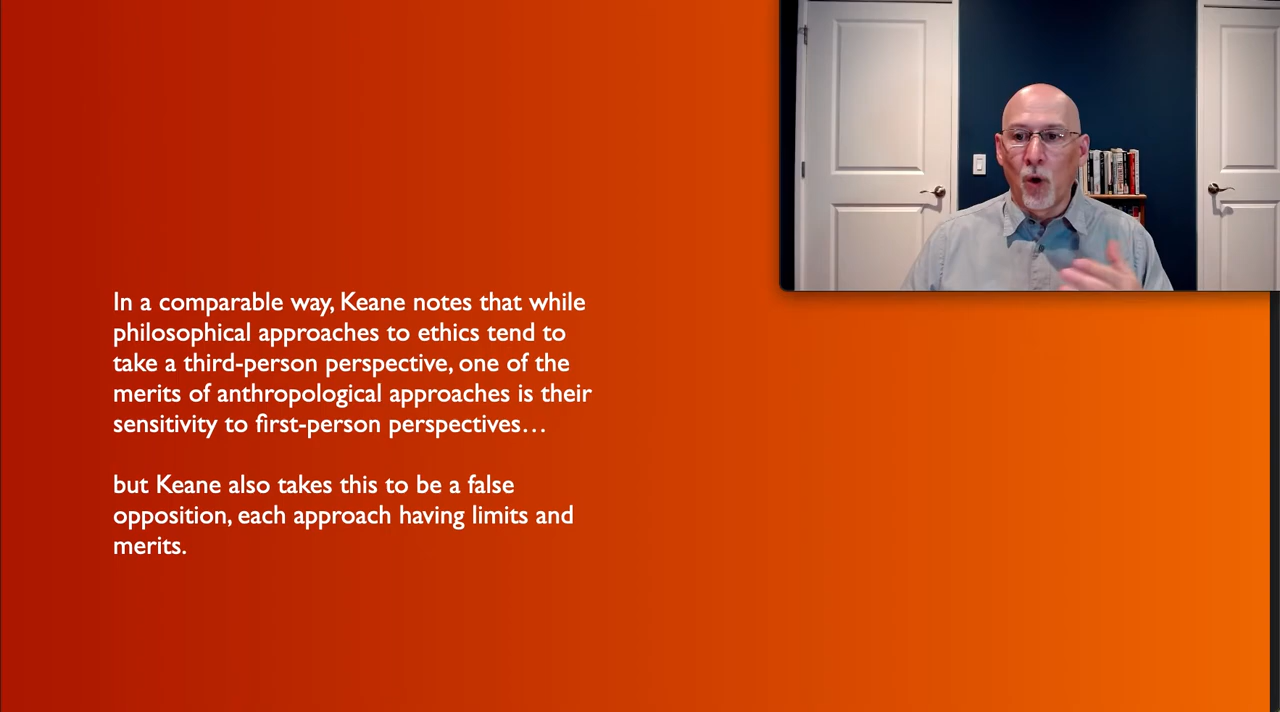 In a comparable way, Keane notes that while
philosophical approaches to ethics tend to
take a third-person perspective, one of the
merits of anthropological approaches is their
sensitivity to first-person perspectives…
but Keane also takes this to be a false
opposition, each approach having limits and
merits.